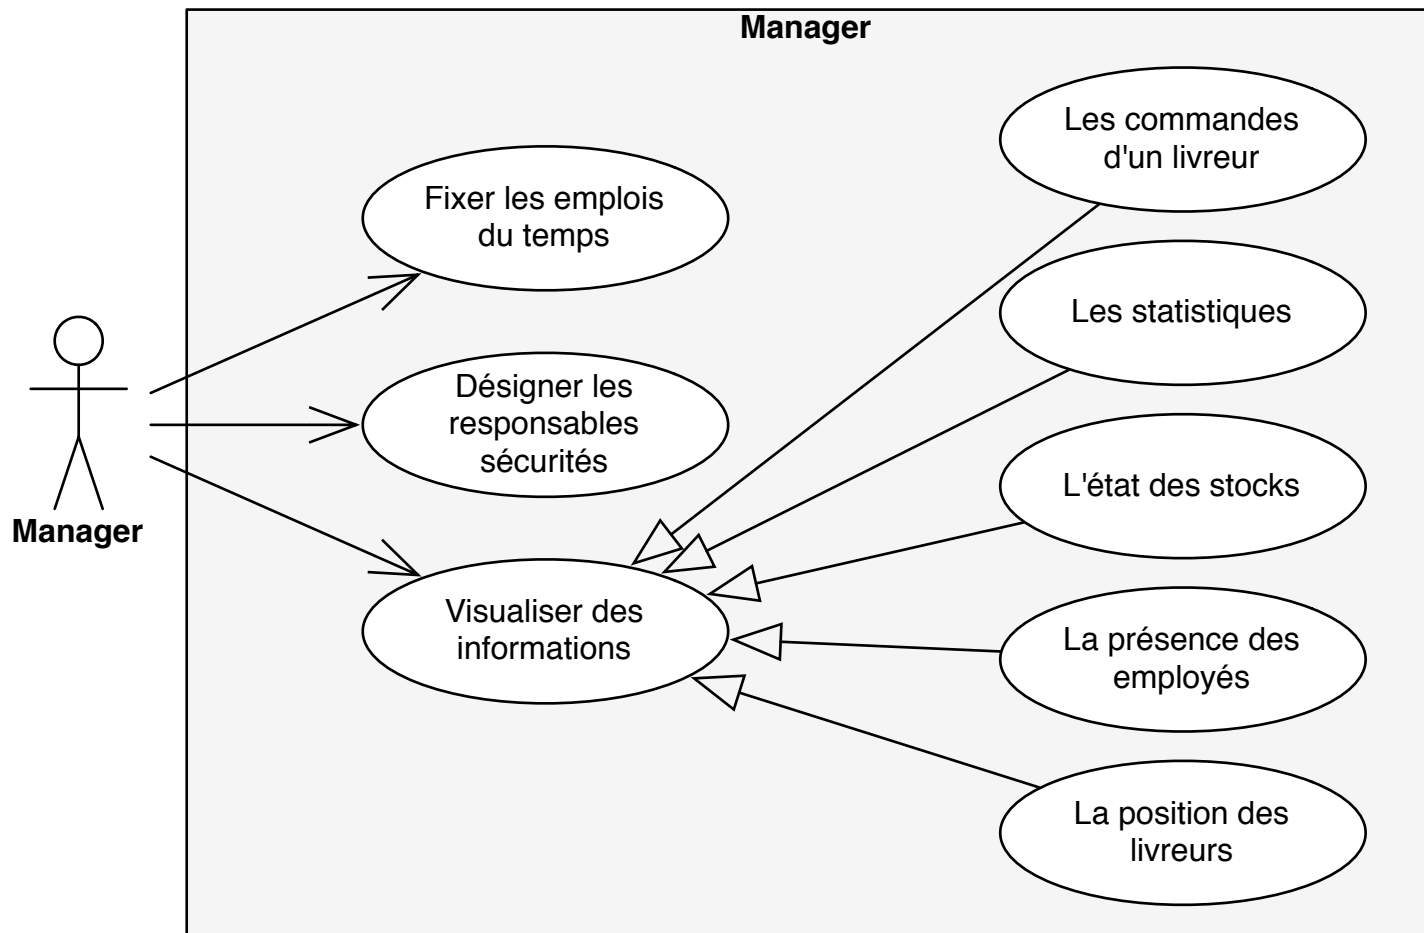 Manager
Fixer les emplois
du temps
Désigner les
responsables
sécurités
Visualiser des
informations
Manager
Les commandes
d'un livreur
Les statistiques
L'état des stocks
La présence des
employés
La position des
livreurs